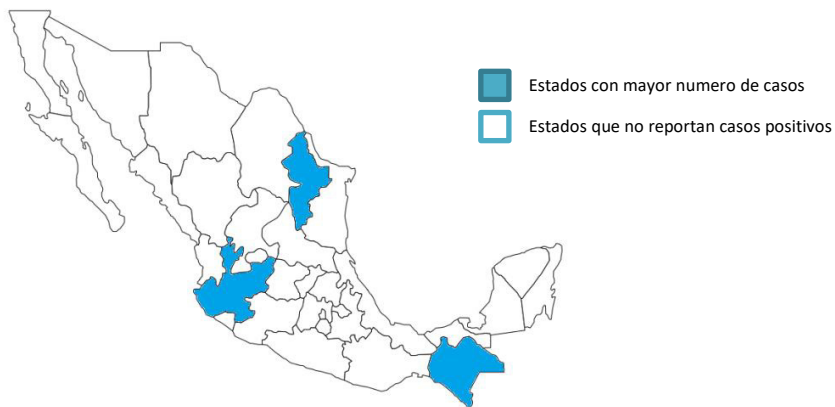 Estados con mayor numero de casos
Estados que no reportan casos positivos